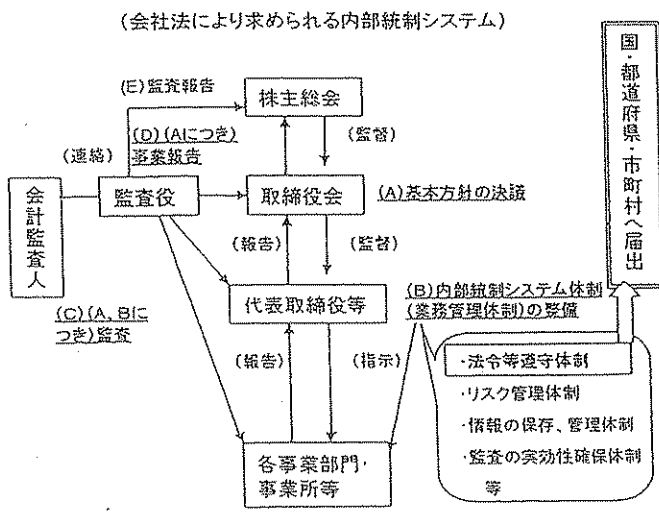 (会社法により求められる内部統制システム)
国・都道府県・市町村へ届出
(E)監査報告
株主総会
(D)(Aにつき)
事業報告
(監督)
(連絡)
会計監査人
監査役
取締役会
(A)基本方針の決議
(報告)
(監督)
(C)(A、Bに
つき)監査
代表取締役等
(B)内部統制システム体制
(業務管理体制)の整備
(報告)
(指示)
・法令等遵守体制
・リスク管理体制
・情報の保存、管理体制
・監査の実効性確保体制
等
各事業部門・
事業所等